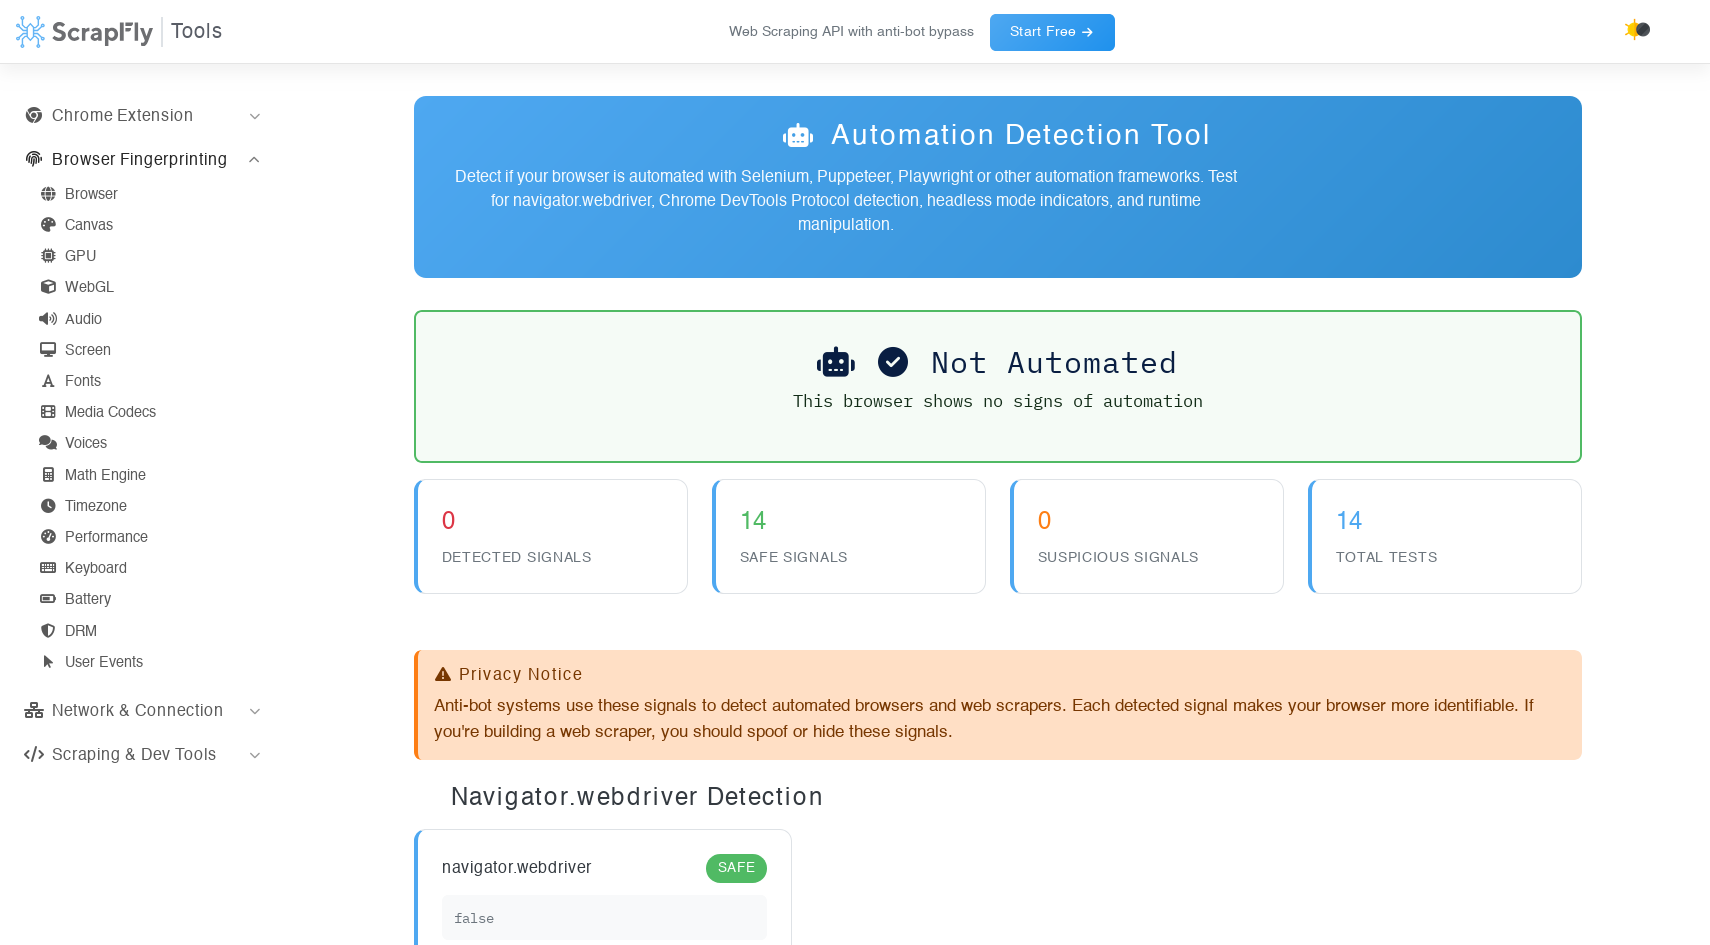 ScrapFly Tools
Web Scraping API with anti-bot bypass
Start Free
Chrome Extension
Browser Fingerprinting
Browser
Canvas
GPU
WebGL
Audio
Screen
Fonts
Media Codecs
Voices
Math Engine
Timezone
Performance
Keyboard
Battery
DRM
User Events
Network & Connection
Scraping & Dev Tools
Automation Detection Tool
Detect if your browser is automated with Selenium, Puppeteer, Playwright or other automation frameworks. Test
for navigator.webdriver, Chrome DevTools Protocol detection, headless mode indicators, and runtime
manipulation.
Not Automated
This browser shows no signs of automation
0
DETECTED SIGNALS
14
SAFE SIGNALS
0
SUSPICIOUS SIGNALS
14
TOTAL TESTS
Privacy Notice
Anti-bot systems use these signals to detect automated browsers and web scrapers. Each detected signal makes your browser more identifiable. If
you're building a web scraper, you should spoof or hide these signals.
Navigator.webdriver Detection
navigator.webdriver
SAFE
false